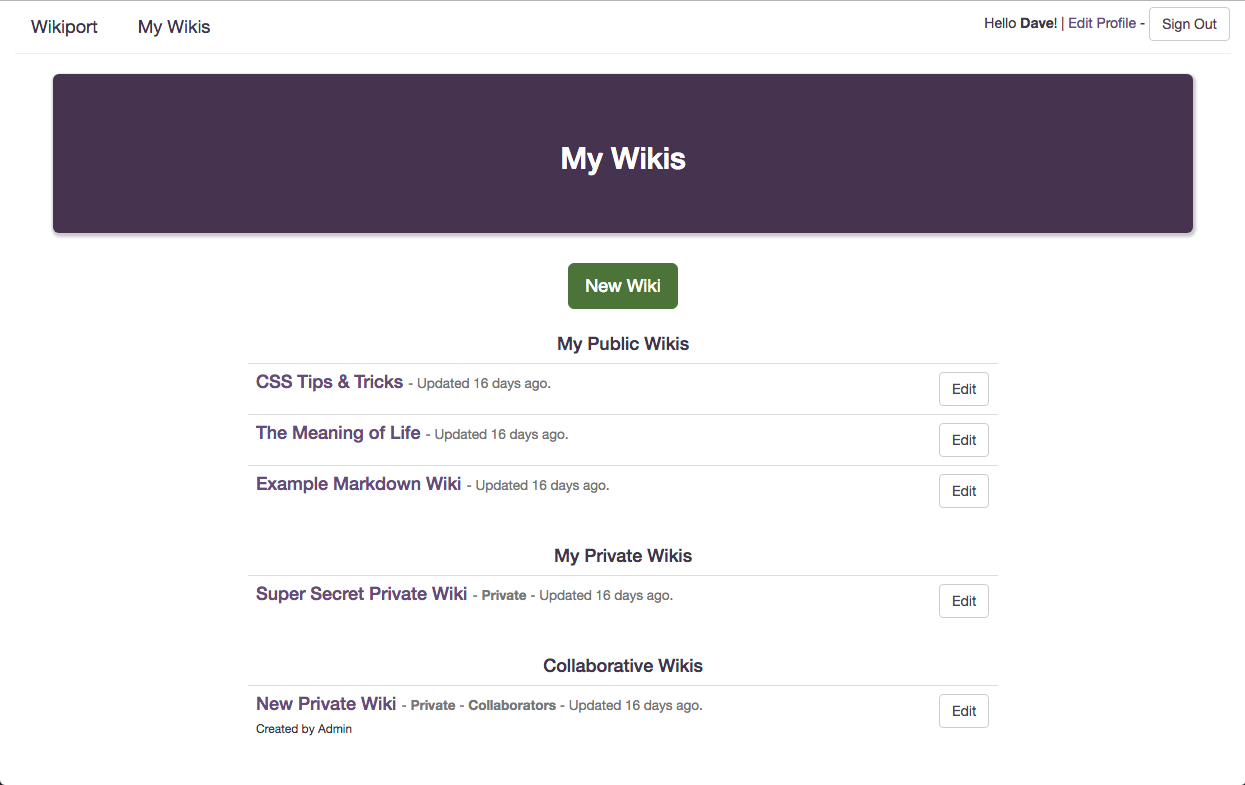 Wikiport My Wikis Hello Dave! | Edit Profile - Sign Out
My Wikis
New Wiki
My Public Wikis
CSS Tips & Tricks - Updated 16 days ago. Edit
The Meaning of Life - Updated 16 days ago. Edit
Example Markdown Wiki - Updated 16 days ago. Edit
My Private Wikis
Super Secret Private Wiki - Private - Updated 16 days ago. Edit
Collaborative Wikis
New Private Wiki - Private - Collaborators - Updated 16 days ago. Edit
Created by Admin